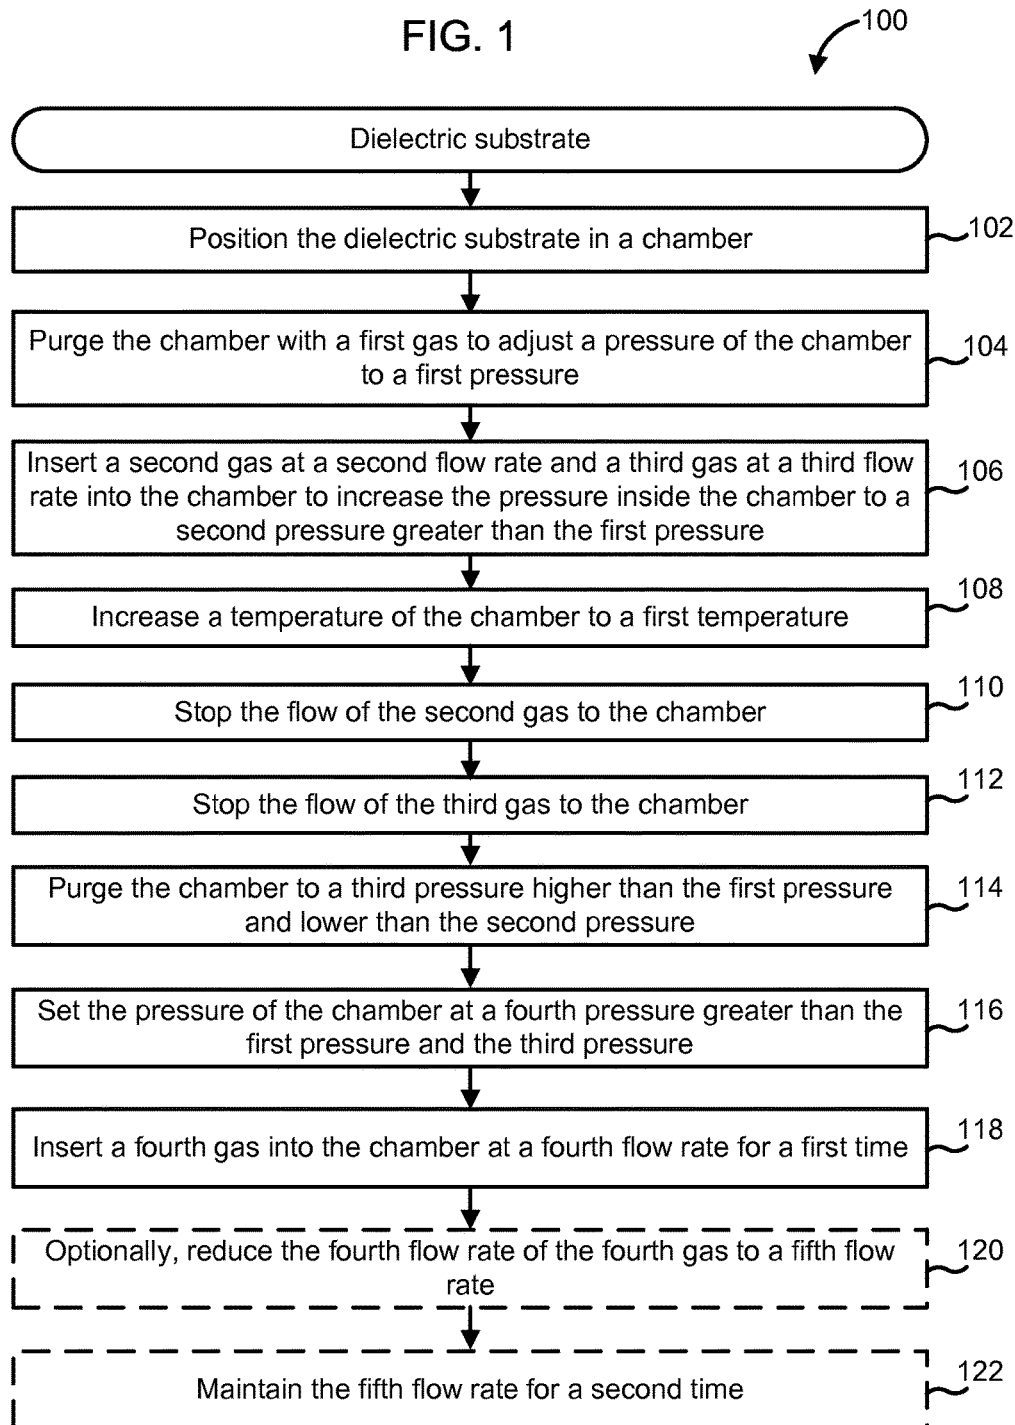 FIG. 1
100
Dielectric substrate
Position the dielectric substrate in a chamber
102
Purge the chamber with a first gas to adjust a pressure of the chamber
to a first pressure
104
Insert a second gas at a second flow rate and a third gas at a third flow
rate into the chamber to increase the pressure inside the chamber to a
second pressure greater than the first pressure
106
Increase a temperature of the chamber to a first temperature
108
Stop the flow of the second gas to the chamber
110
Stop the flow of the third gas to the chamber
112
Purge the chamber to a third pressure higher than the first pressure
and lower than the second pressure
114
Set the pressure of the chamber at a fourth pressure greater than the
first pressure and the third pressure
116
Insert a fourth gas into the chamber at a fourth flow rate for a first time
118
Optionally, reduce the fourth flow rate of the fourth gas to a fifth flow
rate
120
Maintain the fifth flow rate for a second time
122